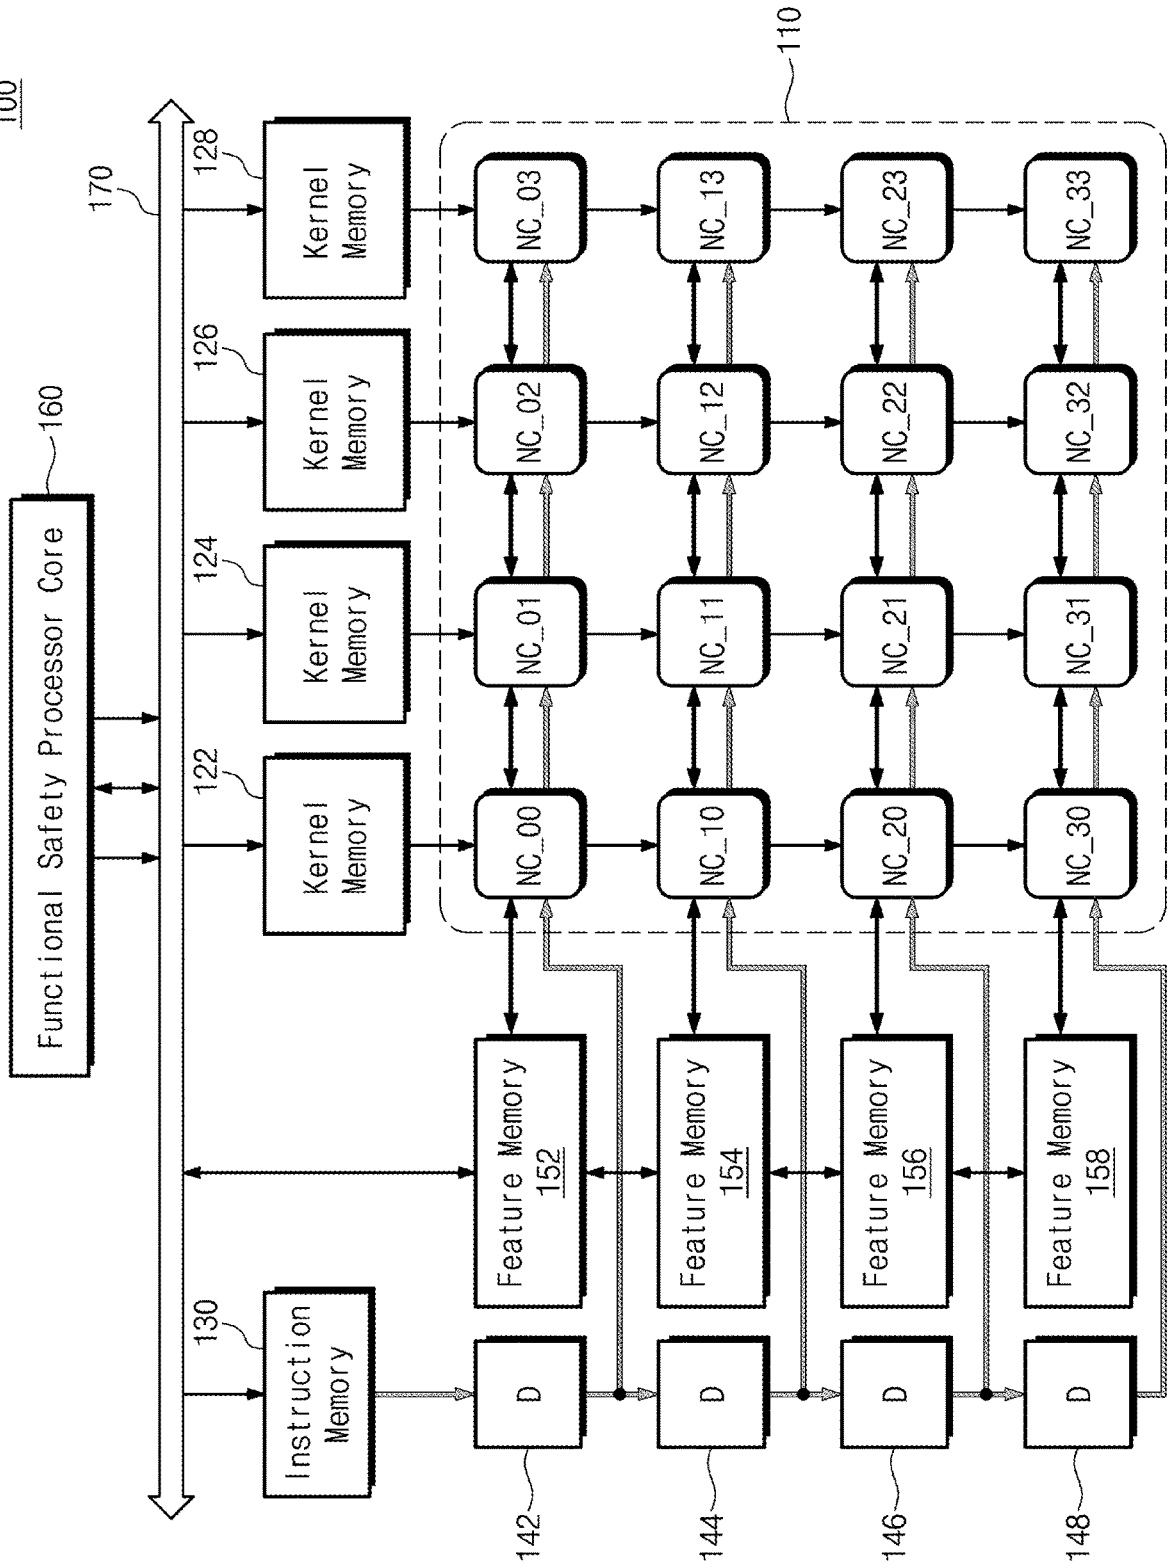 100
Functional Safety Processor Core
160
170
130
122
124
126
128
Instruction
Memory
Kernel
Memory
Kernel
Memory
Kernel
Memory
Kernel
Memory
142
D
Feature Memory
152
NC_00
NC_01
NC_02
NC_03
144
D
Feature Memory
154
NC_10
NC_11
NC_12
NC_13
110
146
D
Feature Memory
156
NC_20
NC_21
NC_22
NC_23
148
D
Feature Memory
158
NC_30
NC_31
NC_32
NC_33